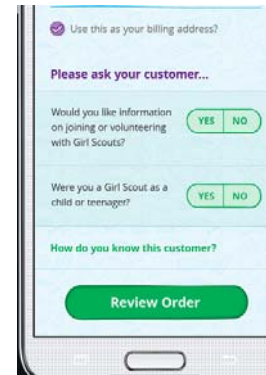 Use this as your billing address?
Please ask your customer...
Would you like information
on joining or volunteering
with Girl Scouts?
YES NO
Were you a Girl Scout as a
child or teenager?
YES NO
How do you know this customer?
Review Order